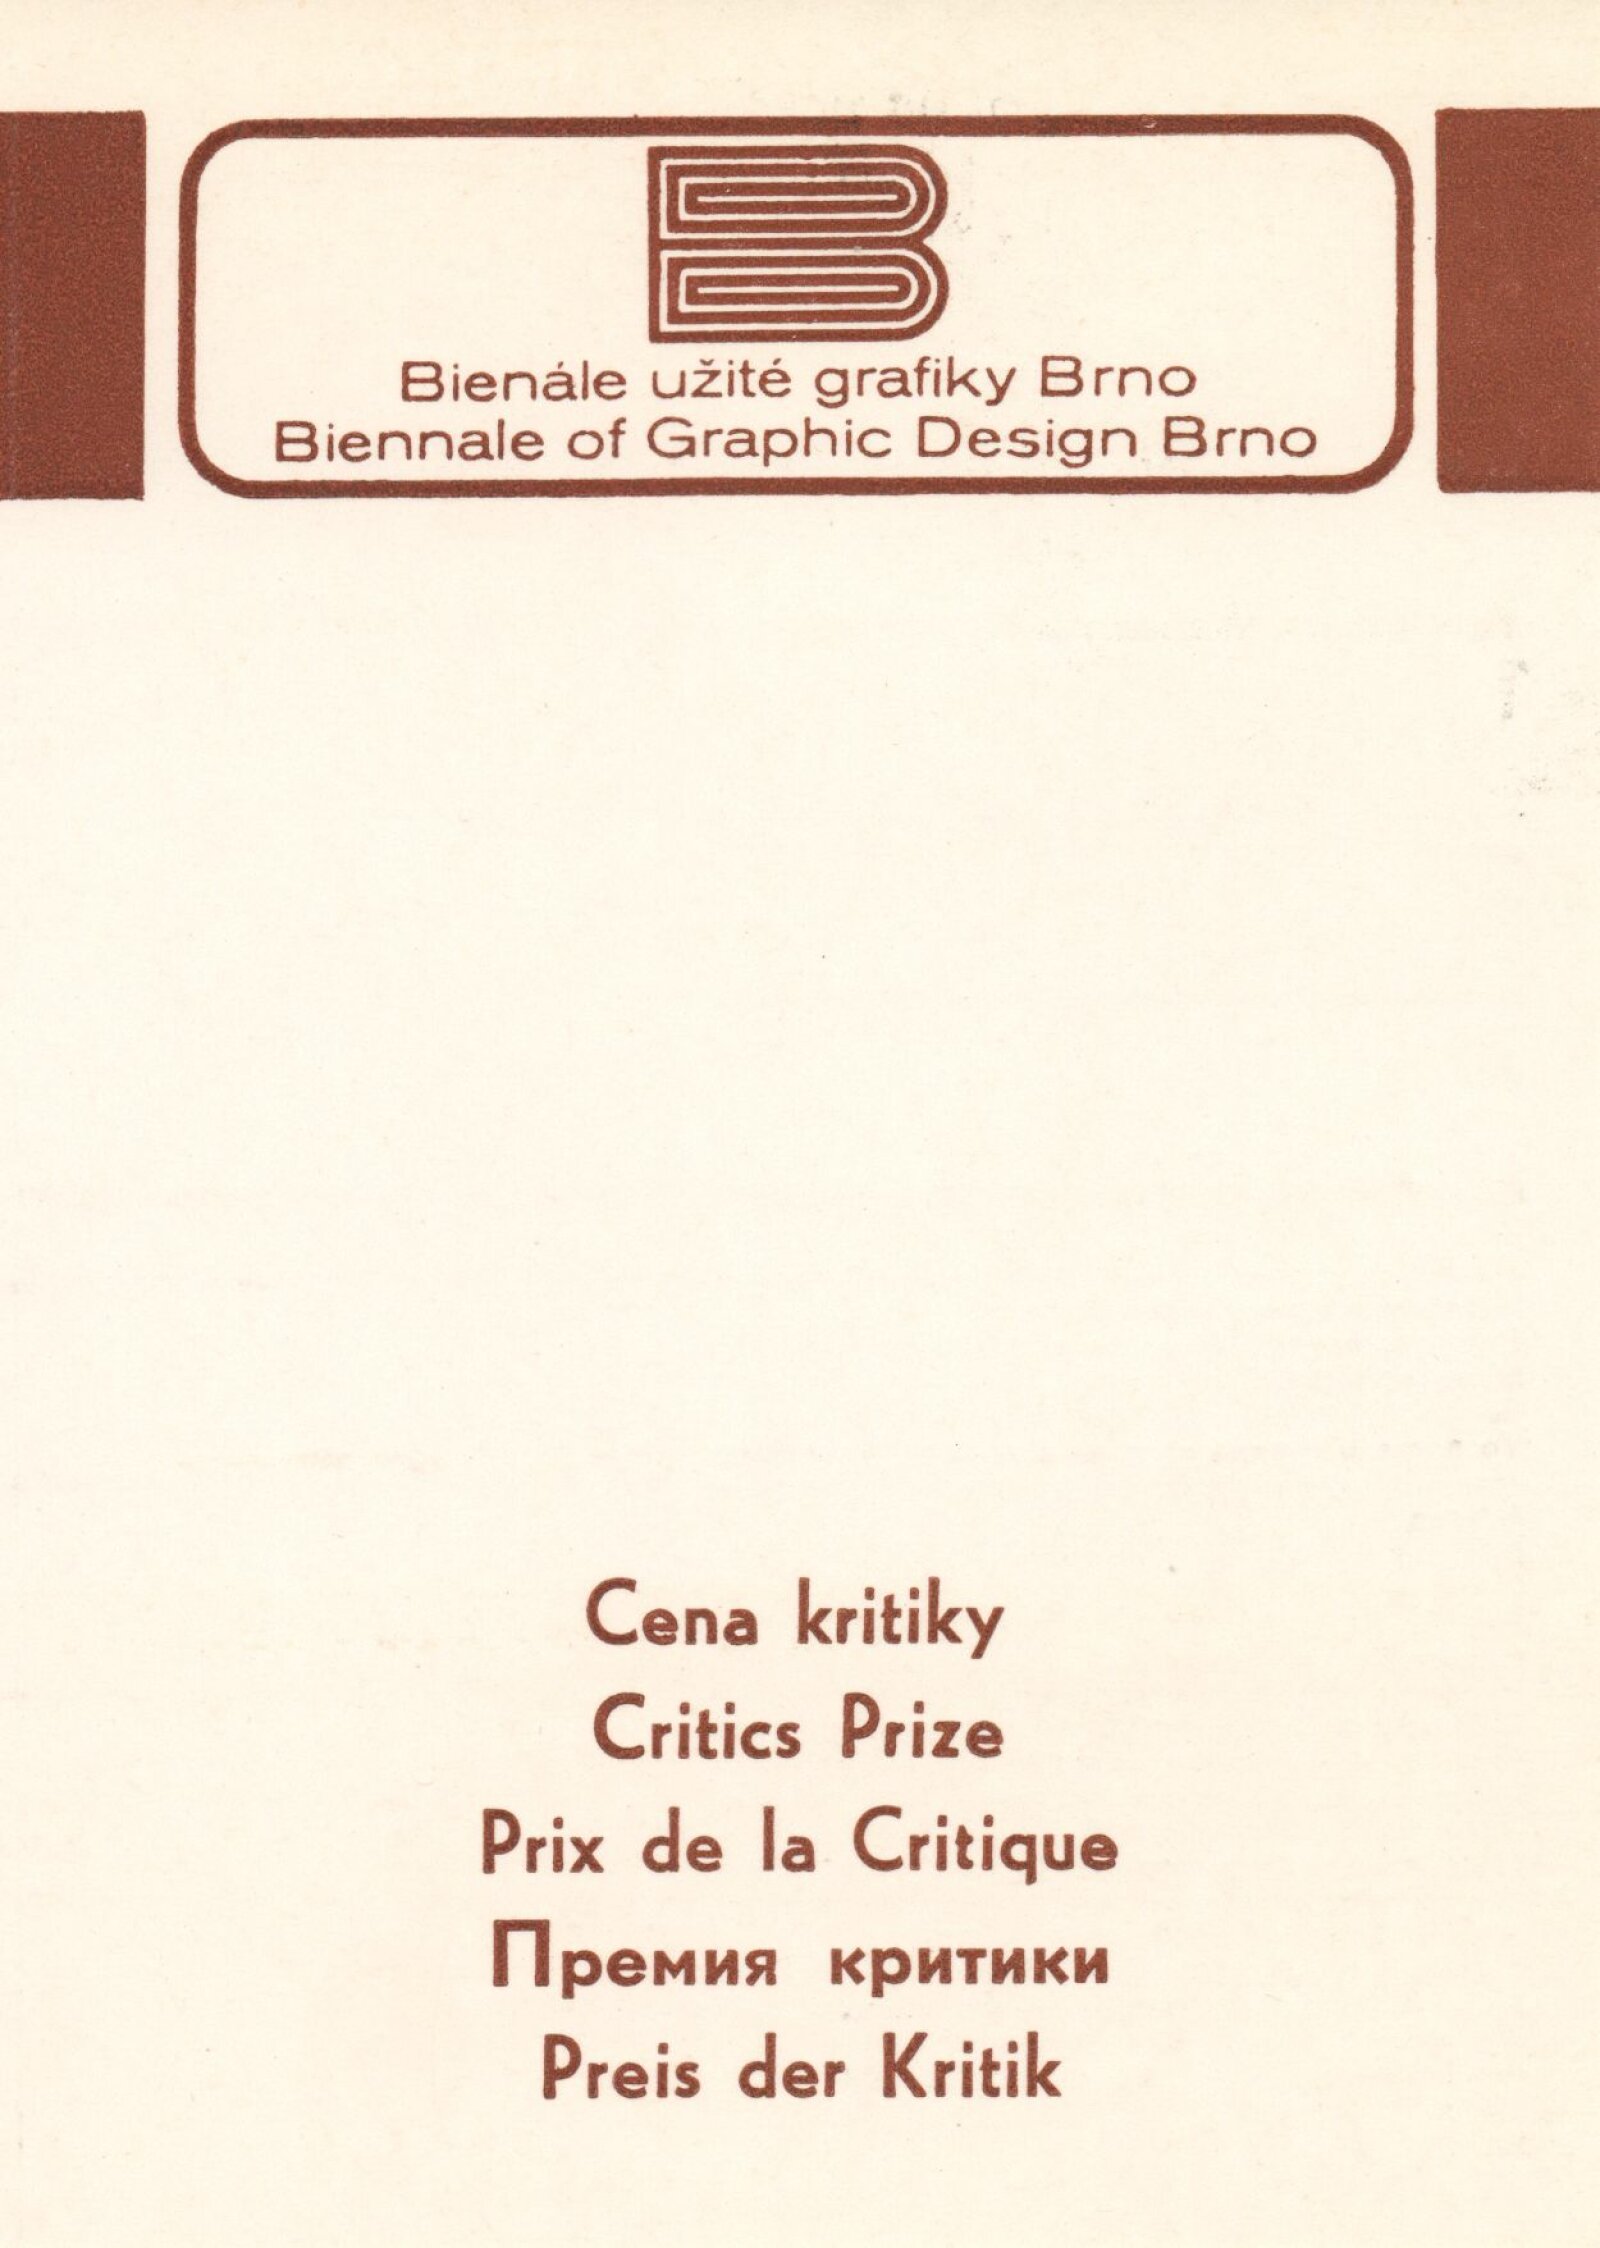 B
Bienále užité grafiky Brno
Biennale of Graphic Design Brno
Cena kritiky
Critics Prize
Prix de la Critique
Премия критики
Preis der Kritik